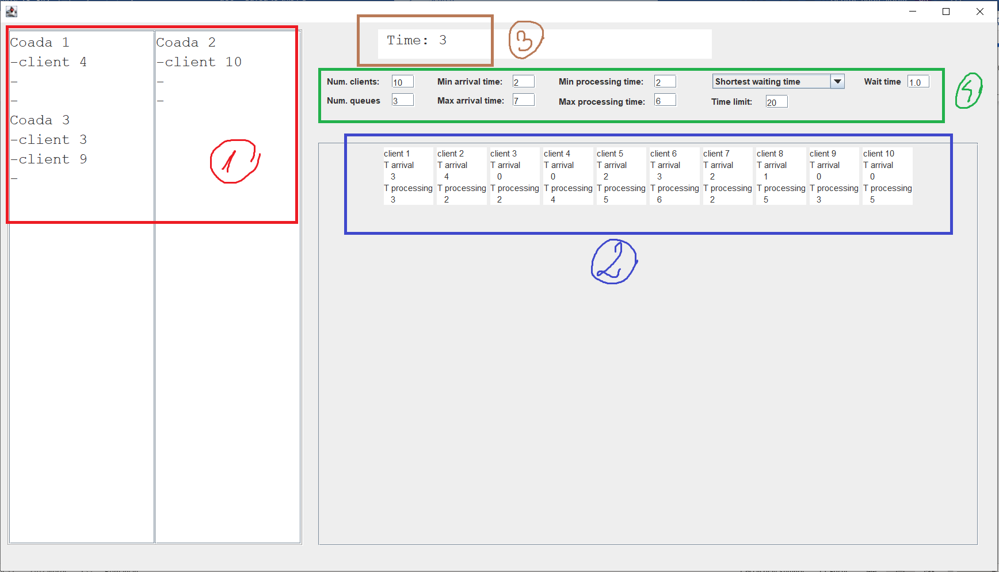 Coada 1
-client 4
-
-
Coada 3
-client 3
-client 9
-
Coada 2
-client 10
-
-
1
Time: 3
3
Num. clients: 10 Min arrival time: 2 Min processing time: 2 Shortest waiting time Wait time 1.0
Num. queues 3 Max arrival time: 7 Max processing time: 6 Time limit: 20
4
client 1 client 2 client 3 client 4 client 5 client 6 client 7 client 8 client 9 client 10
T arrival T arrival T arrival T arrival T arrival T arrival T arrival T arrival T arrival T arrival
3 4 0 0 2 3 2 1 0 0
T processing T processing T processing T processing T processing T processing T processing T processing T processing T processing
3 2 2 4 5 6 2 5 3 5
2